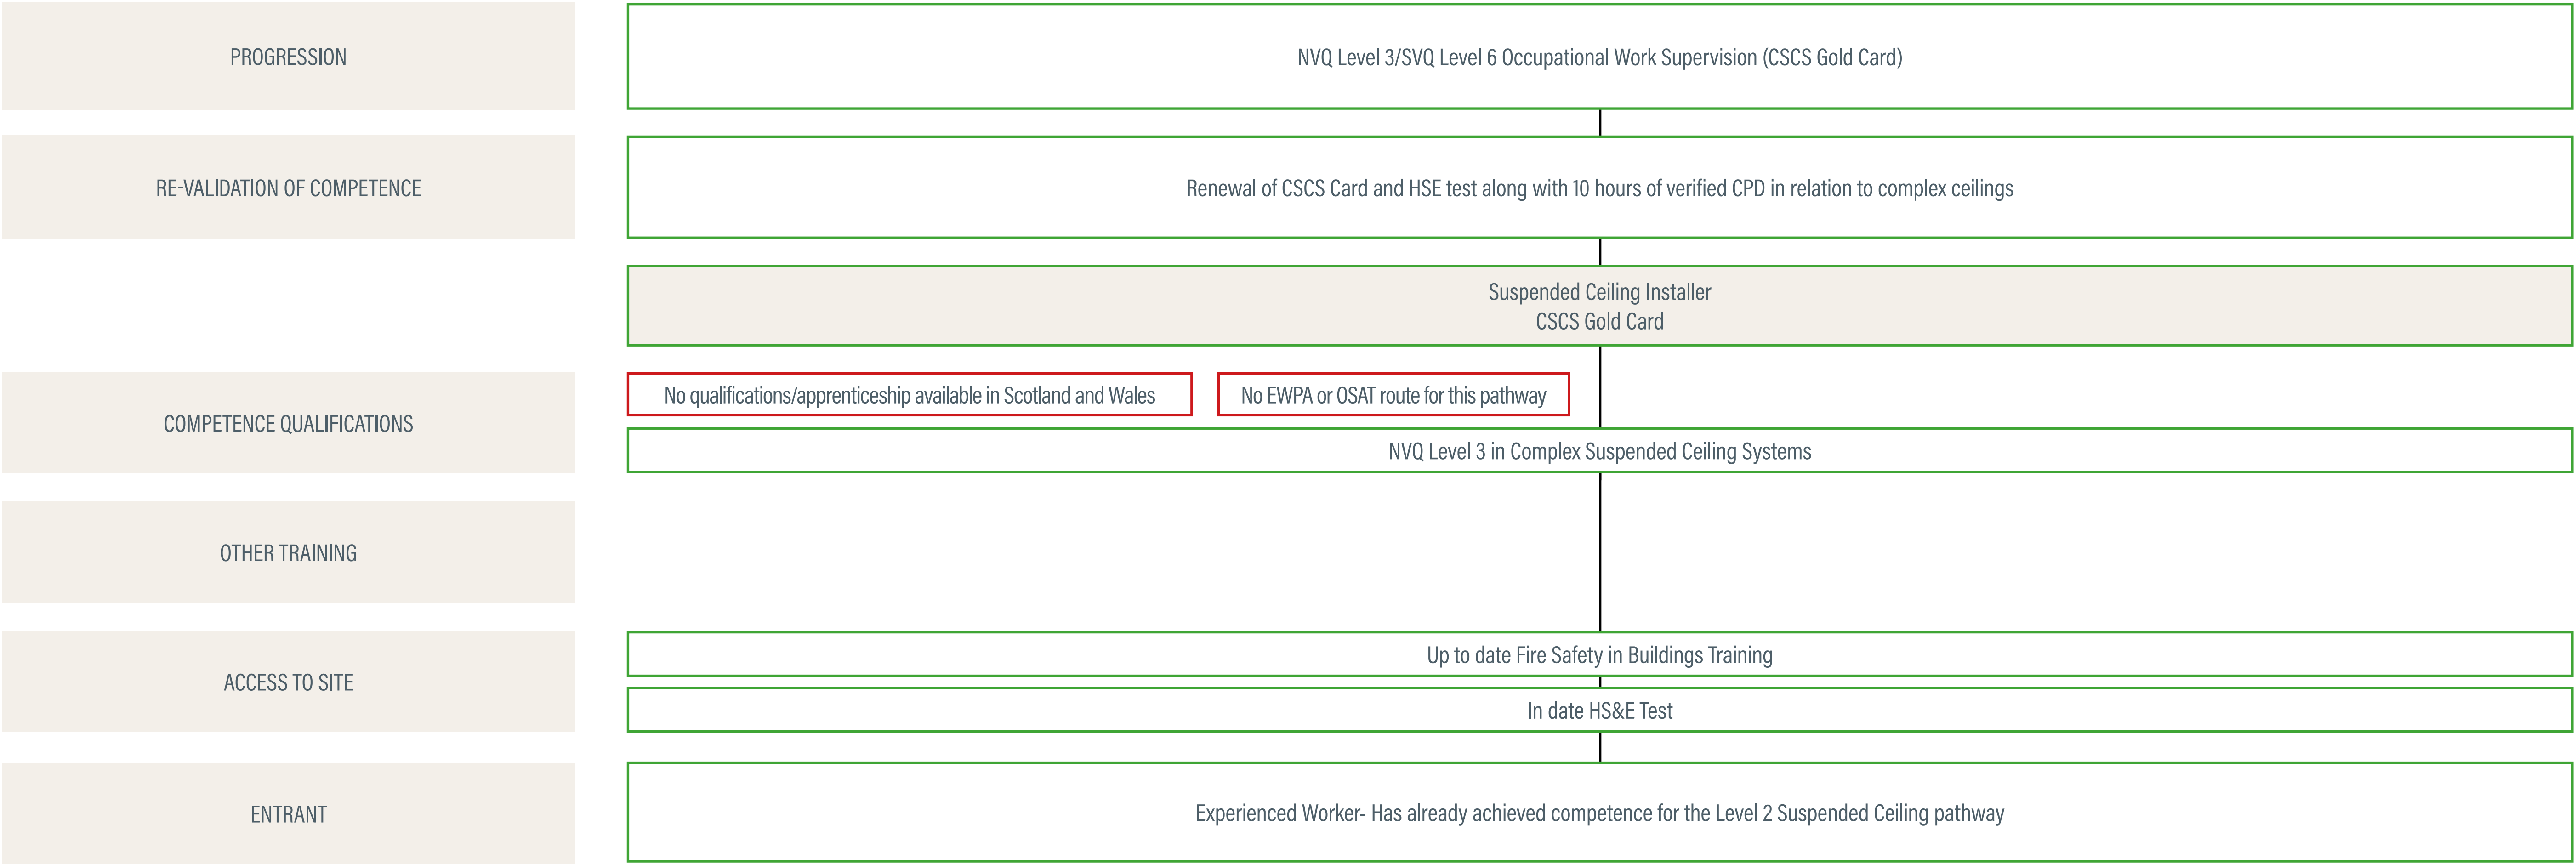 PROGRESSION
NVQ Level 3/SVQ Level 6 Occupational Work Supervision (CSCS Gold Card)
RE-VALIDATION OF COMPETENCE
Renewal of CSCS Card and HSE test along with 10 hours of verified CPD in relation to complex ceilings
Suspended Ceiling Installer
CSCS Gold Card
COMPETENCE QUALIFICATIONS
No qualifications/apprenticeship available in Scotland and Wales
No EWPA or OSAT route for this pathway
NVQ Level 3 in Complex Suspended Ceiling Systems
OTHER TRAINING
ACCESS TO SITE
Up to date Fire Safety in Buildings Training
In date HS&E Test
ENTRANT
Experienced Worker- Has already achieved competence for the Level 2 Suspended Ceiling pathway